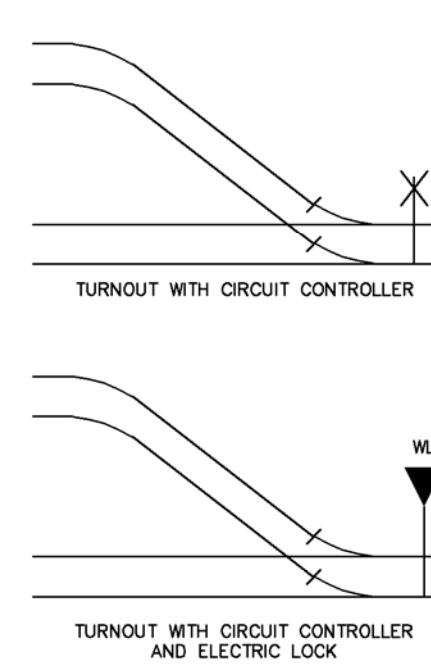 TURNOUT WITH CIRCUIT CONTROLLER
WL
TURNOUT WITH CIRCUIT CONTROLLER
AND ELECTRIC LOCK